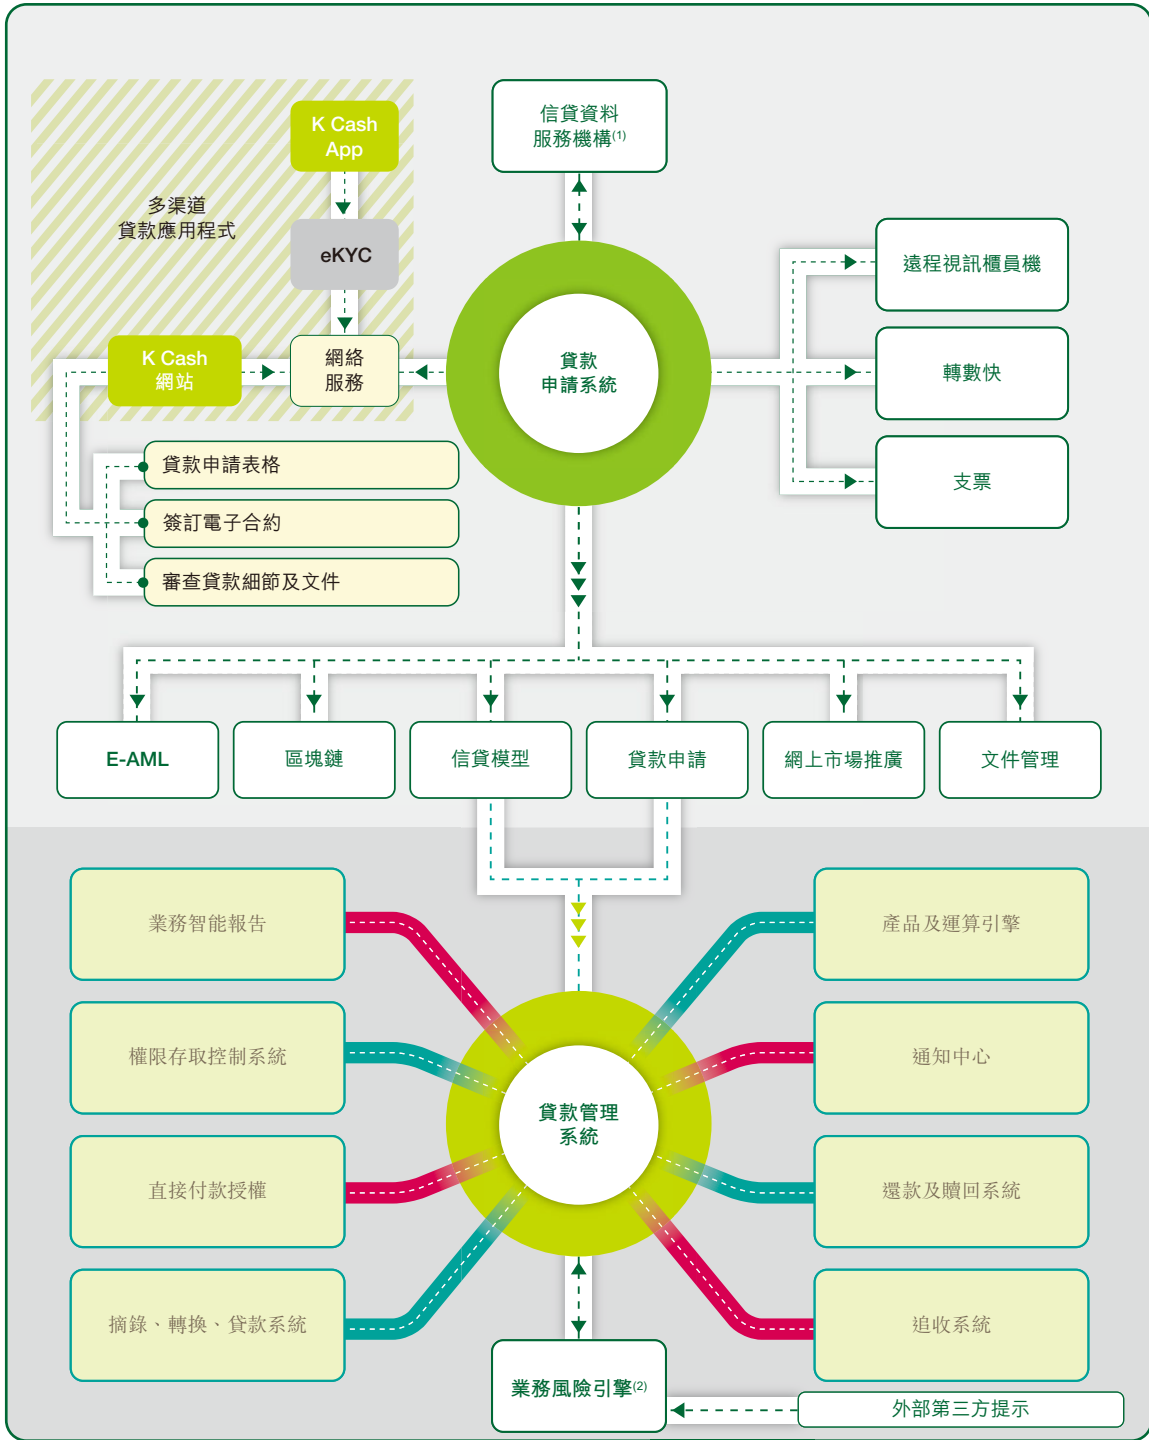 K Cash
App
信貸資料
服務機構(1)
多渠道
貸款應用程式
eKYC
遠程視訊櫃員機
K Cash
網站
網絡
服務
貸款
申請系統
轉數快
貸款申請表格
支票
簽訂電子合約
審查貸款細節及文件
E-AML
區塊鏈
信貸模型
貸款申請
網上市場推廣
文件管理
業務智能報告
產品及運算引擎
權限存取控制系統
通知中心
貸款管理
系統
直接付款授權
還款及贖回系統
摘錄、轉換、貸款系統
追收系統
業務風險引擎(2)
外部第三方提示